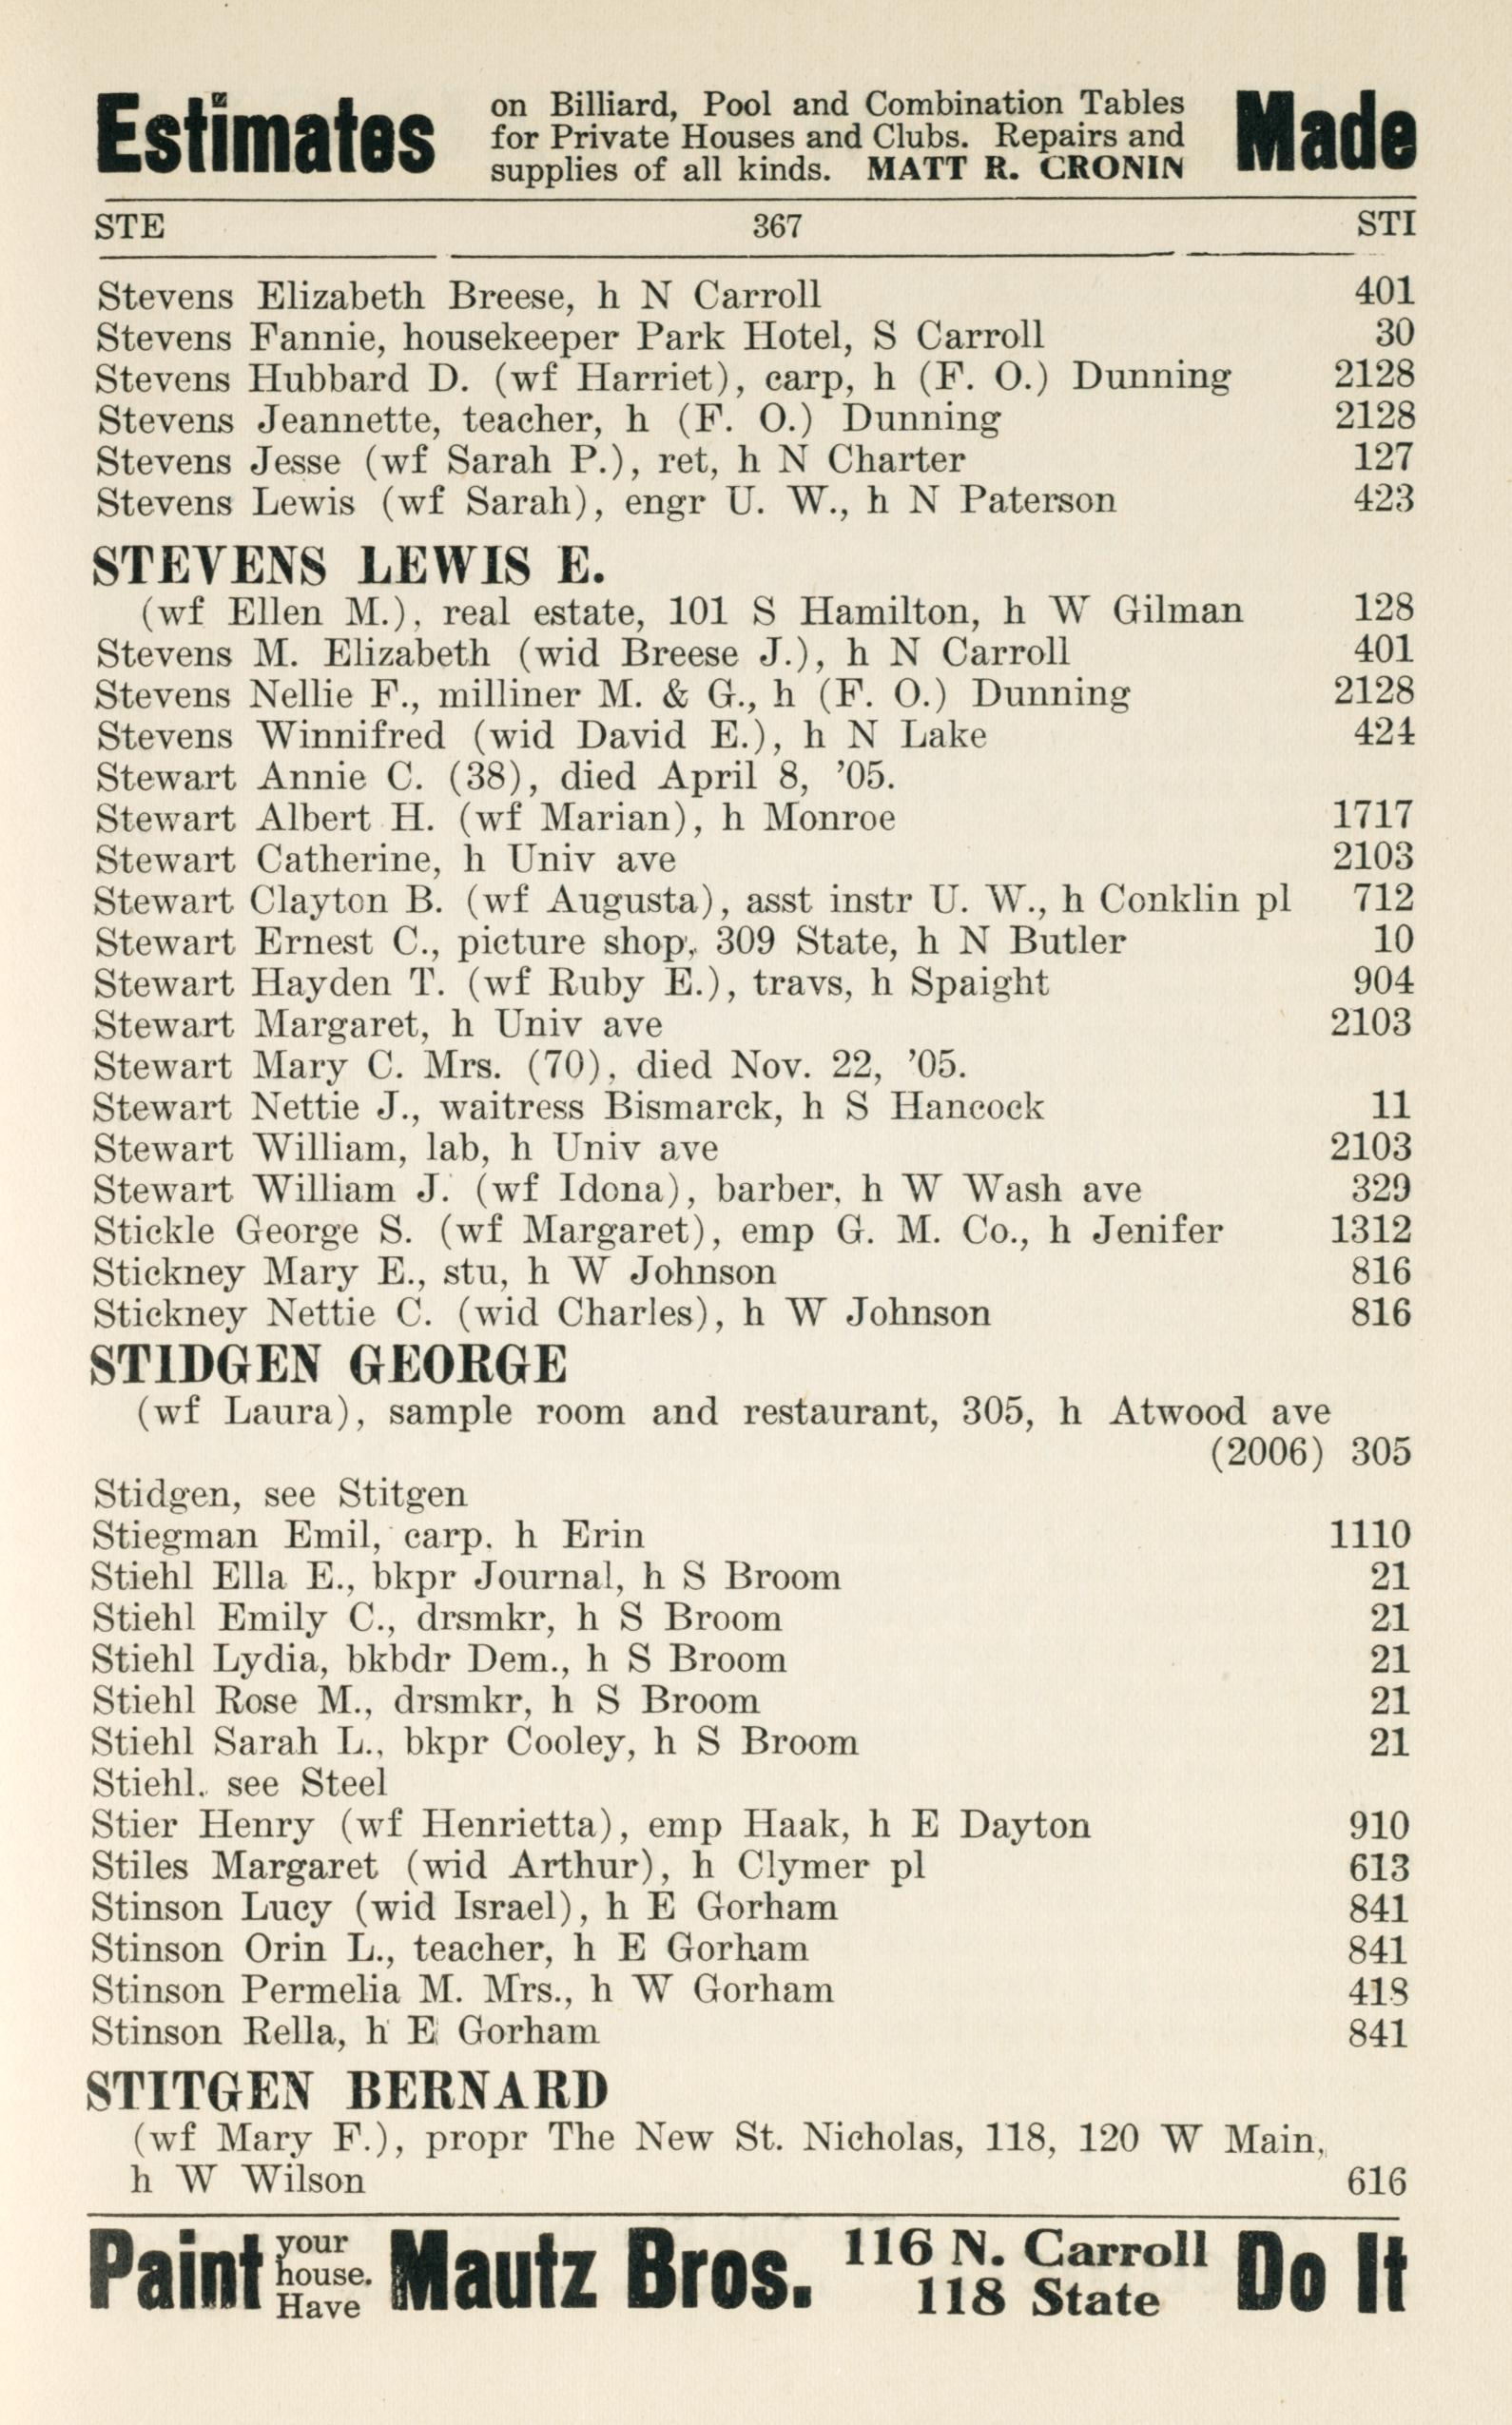 Estimates on Billiard, Pool and Combination Tables Made
for Private Houses and Clubs. Repairs and
supplies of all kinds. MATT R. CRONIN
STE 367 STI
Stevens Elizabeth Breese, h N Carroll 401
Stevens Fannie, housekeeper Park Hotel, S Carroll 30
Stevens Hubbard D. (wf Harriet), carp, h (F. O.) Dunning 2128
Stevens Jeannette, teacher, h (F. O.) Dunning 2128
Stevens Jesse (wf Sarah P.), ret, h N Charter 127
Stevens Lewis (wf Sarah), engr U. W., h N Paterson 423
STEVENS LEWIS E.
(wf Ellen M.), real estate, 101 S Hamilton, h W Gilman 128
Stevens M. Elizabeth (wid Breese J.), h N Carroll 401
Stevens Nellie F., milliner M. & G., h (F. O.) Dunning 2128
Stevens Winnifred (wid David E.), h N Lake 424
Stewart Annie C. (38), died April 8, '05.
Stewart Albert H. (wf Marian), h Monroe 1717
Stewart Catherine, h Univ ave 2103
Stewart Clayton B. (wf Augusta), asst instr U. W., h Conklin pl 712
Stewart Ernest C., picture shop, 309 State, h N Butler 10
Stewart Hayden T. (wf Ruby E.), travs, h Spaight 904
Stewart Margaret, h Univ ave 2103
Stewart Mary C. Mrs. (70), died Nov. 22, '05.
Stewart Nettie J., waitress Bismarck, h S Hancock 11
Stewart William, lab, h Univ ave 2103
Stewart William J. (wf Idona), barber, h W Wash ave 329
Stickle George S. (wf Margaret), emp G. M. Co., h Jenifer 1312
Stickney Mary E., stu, h W Johnson 816
Stickney Nettie C. (wid Charles), h W Johnson 816
STIDGEN GEORGE
(wf Laura), sample room and restaurant, 305, h Atwood ave
(2006) 305
Stidgen, see Stitgen
Stiegman Emil, carp. h Erin 1110
Stiehl Ella E., bkpr Journal, h S Broom 21
Stiehl Emily C., drsmkr, h S Broom 21
Stiehl Lydia, bkbdr Dem., h S Broom 21
Stiehl Rose M., drsmkr, h S Broom 21
Stiehl Sarah L., bkpr Cooley, h S Broom 21
Stiehl. see Steel
Stier Henry (wf Henrietta), emp Haak, h E Dayton 910
Stiles Margaret (wid Arthur), h Clymer pl 613
Stinson Lucy (wid Israel), h E Gorham 841
Stinson Orin L., teacher, h E Gorham 841
Stinson Permelia M. Mrs., h W Gorham 418
Stinson Rella, h E Gorham 841
STITGEN BERNARD
(wf Mary F.), propr The New St. Nicholas, 118, 120 W Main,
h W Wilson 616
Paint your house. Have Mautz Bros. 116 N. Carroll 118 State Do It